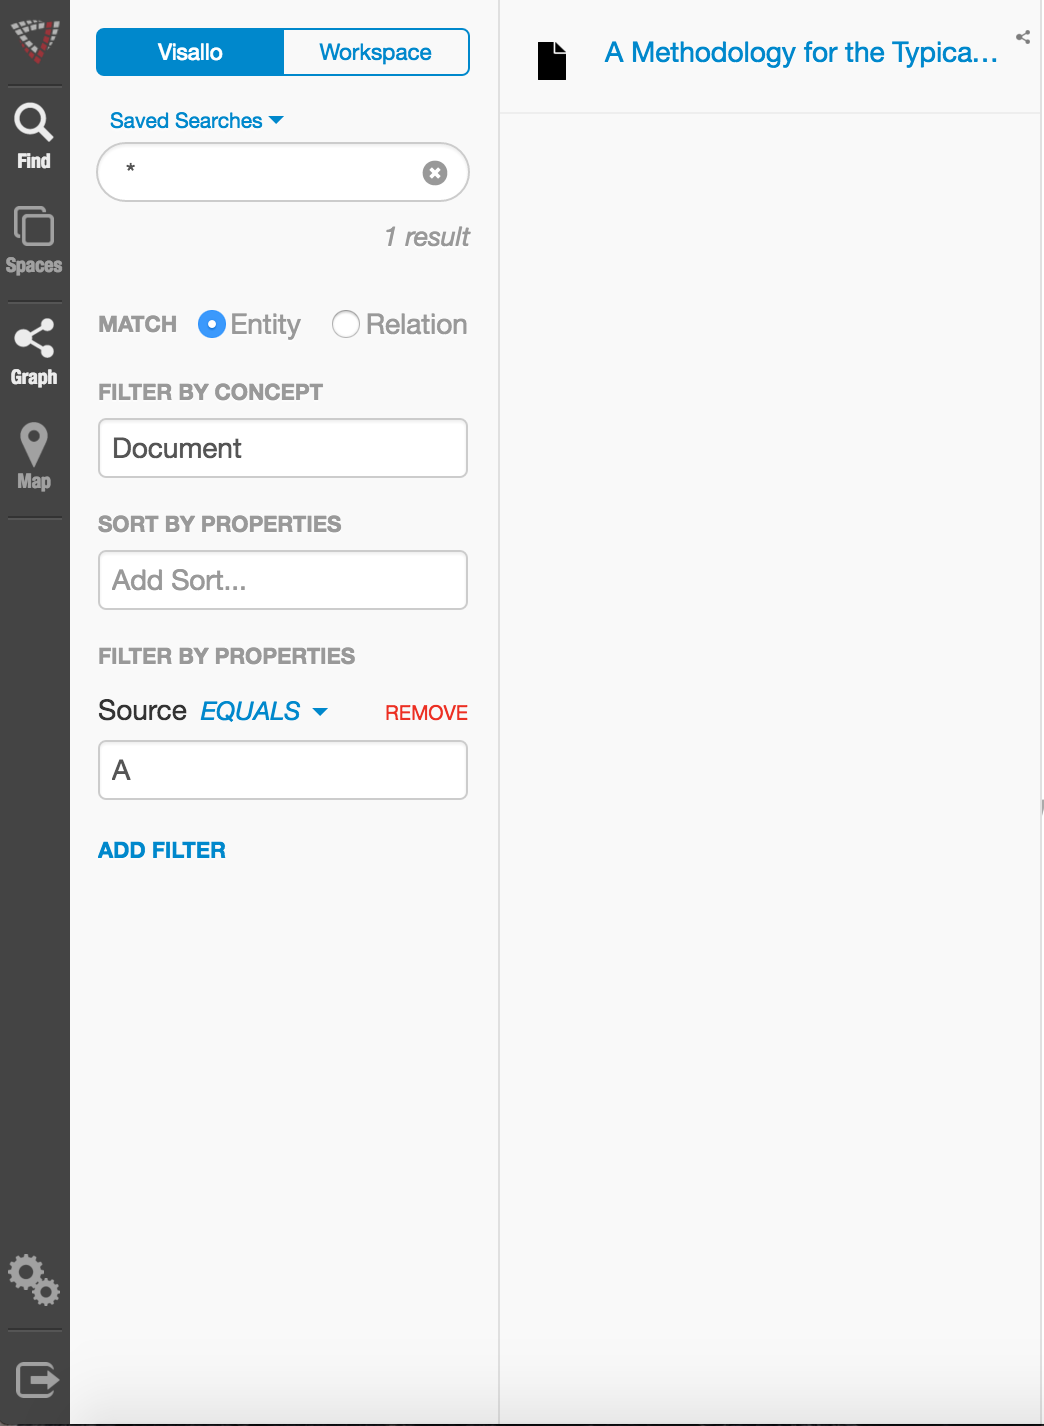 Find
Spaces
Graph
Map
Visallo
Workspace
Saved Searches
*
1 result
MATCH Entity Relation
FILTER BY CONCEPT
Document
SORT BY PROPERTIES
Add Sort...
FILTER BY PROPERTIES
Source EQUALS REMOVE
A
ADD FILTER
A Methodology for the Typica...